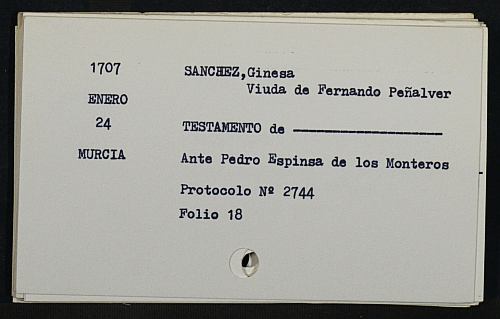 1707 SANCHEZ,Ginesa
Viuda de Fernando Peñalver
ENERO
24 TESTAMENTO de ---------------------
MURCIA Ante Pedro Espinsa de los Monteros
Protocolo Nº 2744
Folio 18